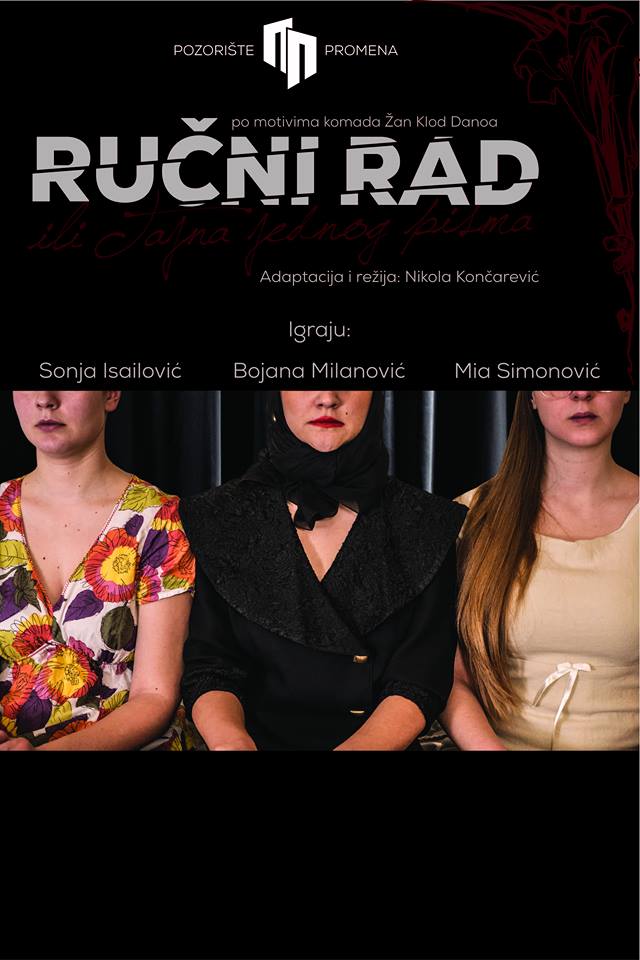 POZORIŠTE PROMENA
po motivima komada Žan Klod Danoa
RUČNI RAD
ili Tajna jednog pisma
Adaptacija i režija: Nikola Končarević
Igraju:
Sonja Isailović Bojana Milanović Mia Simonović